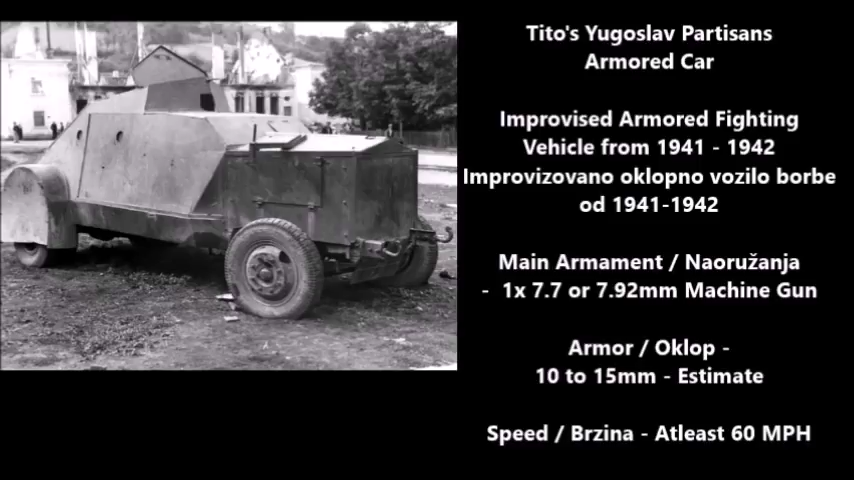 Tito's Yugoslav Partisans
Armored Car
Improvised Armored Fighting
Vehicle from 1941 - 1942
Improvizovano oklopno vozilo borbe
od 1941-1942
Main Armament / Naoružanja
- 1x 7.7 or 7.92mm Machine Gun
Armor / Oklop -
10 to 15mm - Estimate
Speed / Brzina - Atleast 60 MPH